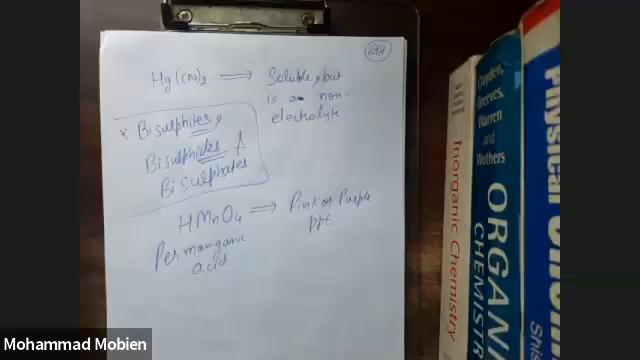 282
Hg(CN)2 ⟹ Soluble, but
is a non-
electrolyte
* Bisulphites,
Bisulphides &
Bisulphates
HMnO4 ⟹ Pink or Purple
ppt
Permanganic
acid
Inorganic Chemistry
Clayden, Greeves,
Warren and
Wothers
ORGANIC
CHEMISTRY
Physical
Mohammad Mobien